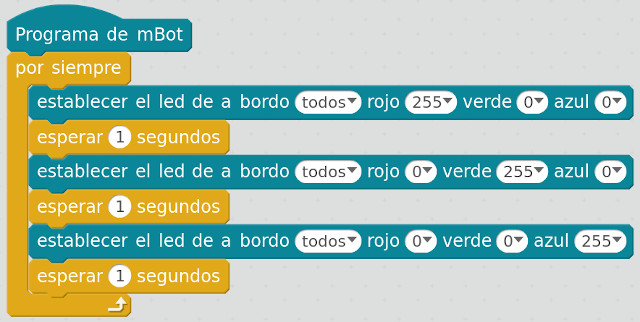 Programa de mBot
por siempre
establecer el led de a bordo todos rojo 255 verde 0 azul 0
esperar 1 segundos
establecer el led de a bordo todos rojo 0 verde 255 azul 0
esperar 1 segundos
establecer el led de a bordo todos rojo 0 verde 0 azul 255
esperar 1 segundos